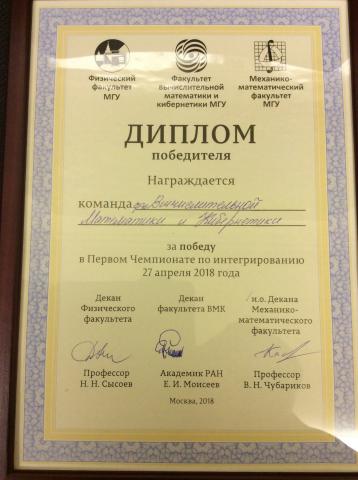 Физический
факультет
МГУ
Факультет
вычислительной
математики и
кибернетики МГУ
Механико-
математический
факультет
МГУ
ДИПЛОМ
победителя
Награждается
команда Вычислительной
Математики и Кибернетики
за победу
в Первом Чемпионате по интегрированию
27 апреля 2018 года
Декан
Физического
факультета
Декан
факультета ВМК
и.о. Декана
Механико-
математического
факультета
Профессор
Н. Н. Сысоев
Академик РАН
Е. И. Моисеев
Профессор
В. Н. Чубариков
Москва, 2018